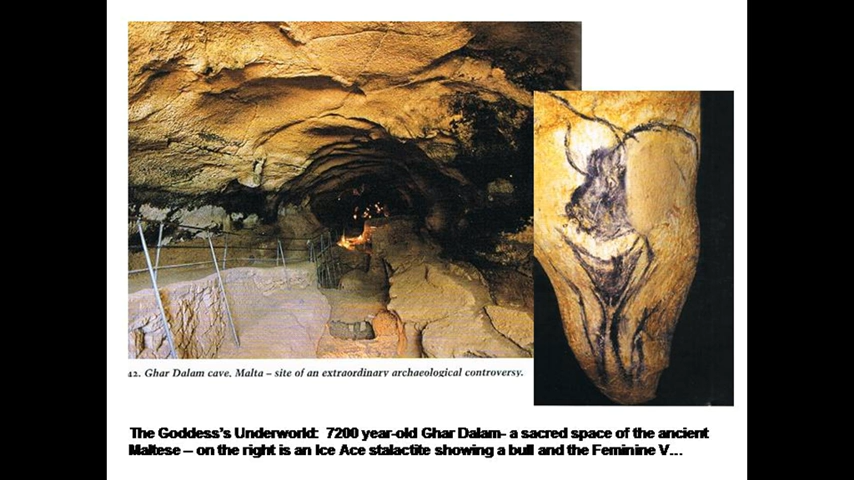 42. Ghar Dalam cave, Malta – site of an extraordinary archaeological controversy.
The Goddess's Underworld:  7200 year-old Ghar Dalam- a sacred space of the ancient
Maltese – on the right is an Ice Ace stalactite showing a bull and the Feminine V...